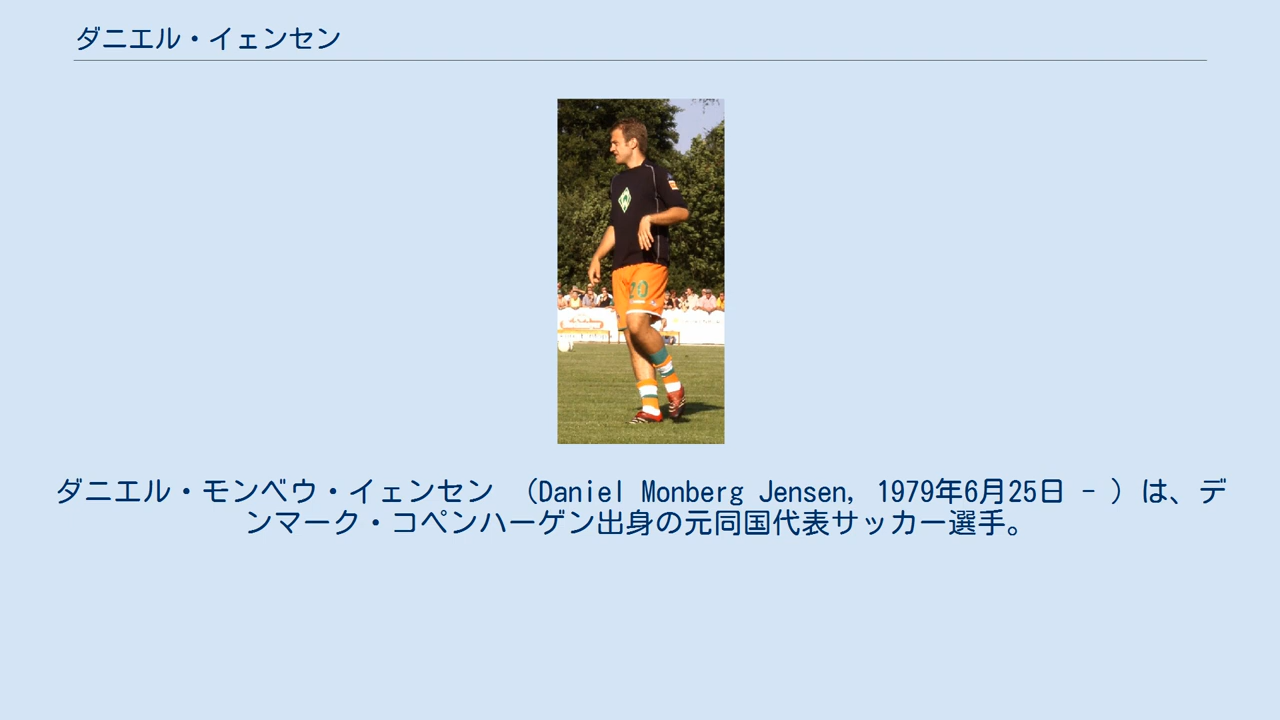 ダニエル・イェンセン
20
ダニエル・モンベウ・イェンセン （Daniel Monberg Jensen, 1979年6月25日 - ）は、デ
ンマーク・コペンハーゲン出身の元同国代表サッカー選手。